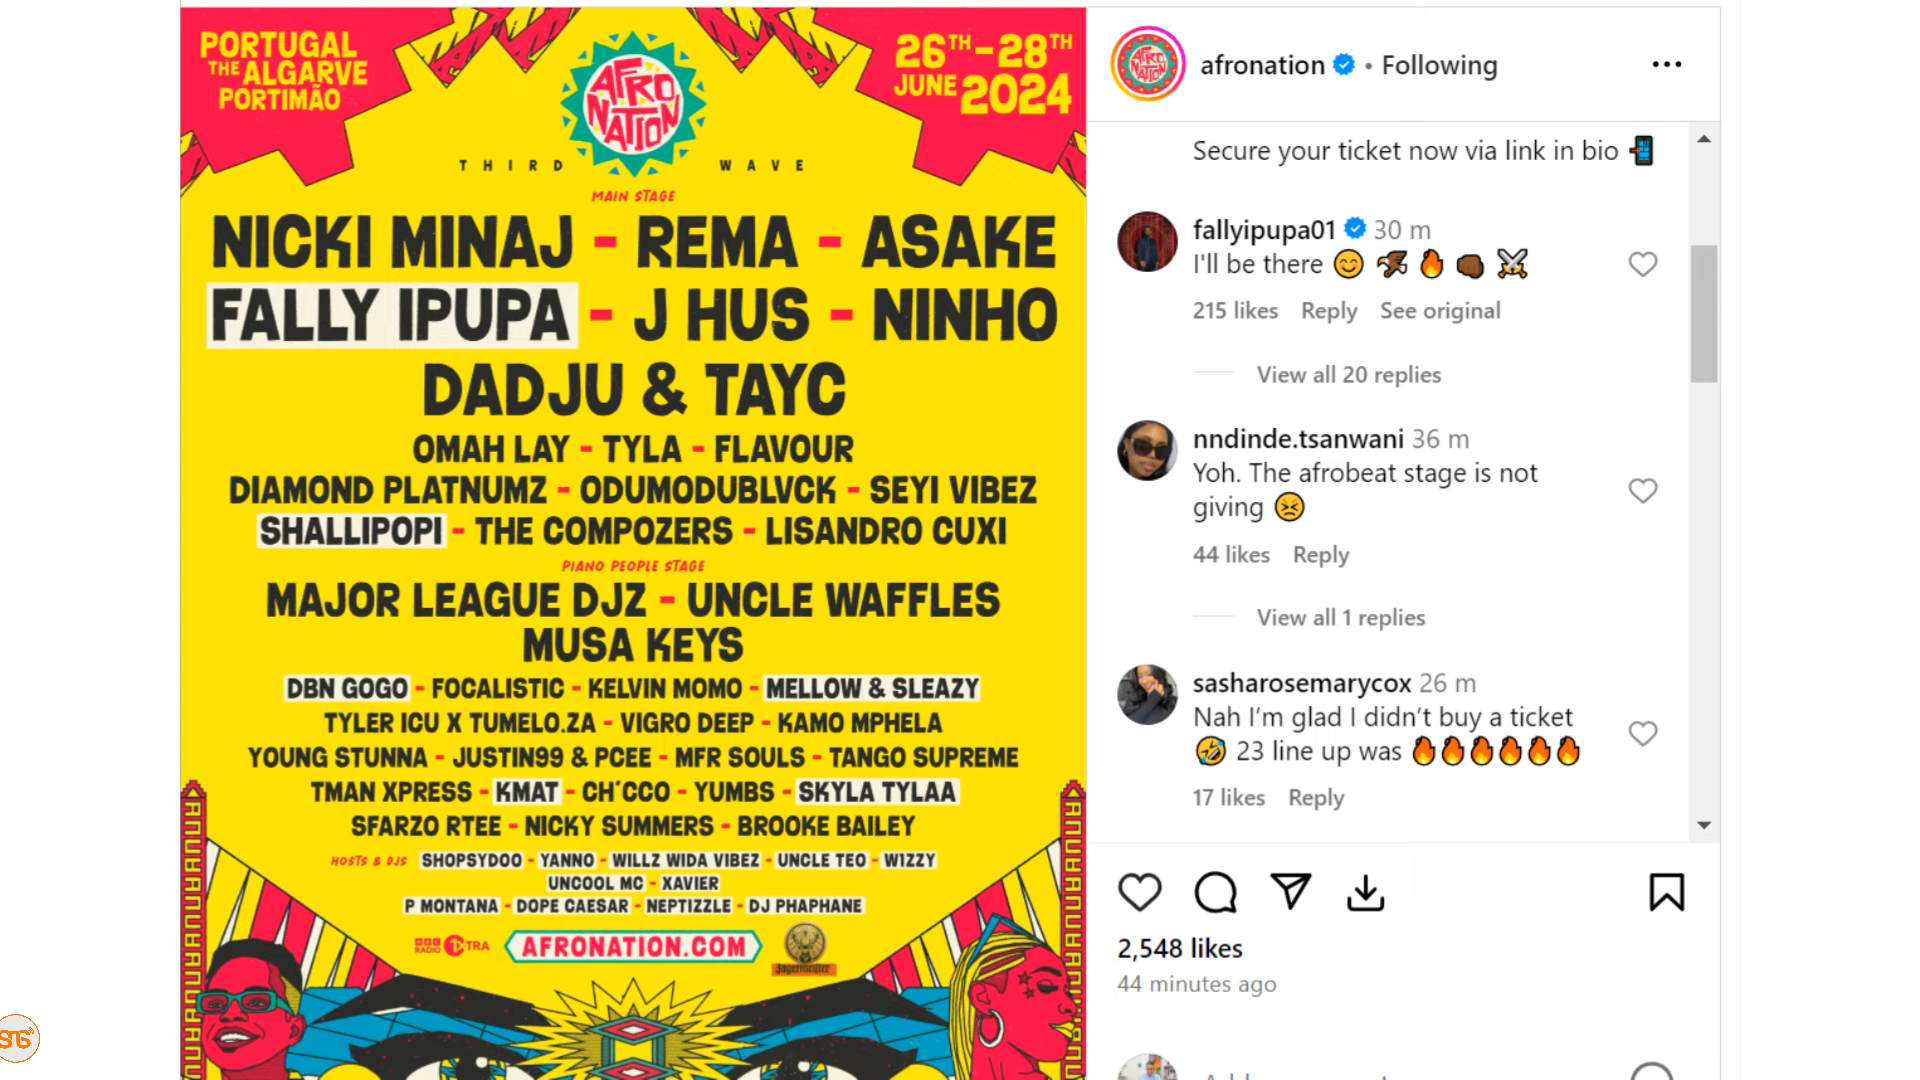 PORTUGAL
THE ALGARVE
PORTIMÃO
26TH-28TH
JUNE 2024
AFRO
NATION
THIRD WAVE
MAIN STAGE
NICKI MINAJ - REMA - ASAKE
FALLY IPUPA - J HUS - NINHO
DADJU & TAYC
OMAH LAY - TYLA - FLAVOUR
DIAMOND PLATNUMZ - ODUMODUBLVCK - SEYI VIBEZ
SHALLIPOPI - THE COMPOZERS - LISANDRO CUXI
PIANO PEOPLE STAGE
MAJOR LEAGUE DJZ - UNCLE WAFFLES
MUSA KEYS
DBN GOGO - FOCALISTIC - KELVIN MOMO - MELLOW & SLEAZY
TYLER ICU X TUMELO.ZA - VIGRO DEEP - KAMO MPHELA
YOUNG STUNNA - JUSTIN99 & PCEE - MFR SOULS - TANGO SUPREME
TMAN XPRESS - KMAT - CH'CCO - YUMBS - SKYLA TYLAA
SFARZO RTEE - NICKY SUMMERS - BROOKE BAILEY
HOSTS & DJS SHOPSYDOO - YANNO - WILLZ WIDA VIBEZ - UNCLE TEO - W1ZZY
UNCOOL MC - XAVIER
P MONTANA - DOPE CAESAR - NEPTIZZLE - DJ PHAPHANE
BBC RADIO 1XTRA AFRONATION.COM Jägermeister
afronation • Following
AFRO
NATION
Secure your ticket now via link in bio 📲
fallyipupa01 30 m
I'll be there 😊 🦅 🔥 👊🏾 ⚔️
215 likes Reply See original
View all 20 replies
nndinde.tsanwani 36 m
Yoh. The afrobeat stage is not
giving 😣
44 likes Reply
View all 1 replies
sasharosemarycox 26 m
Nah I’m glad I didn’t buy a ticket
🤣 23 line up was 🔥🔥🔥🔥🔥🔥
17 likes Reply
2,548 likes
44 minutes ago